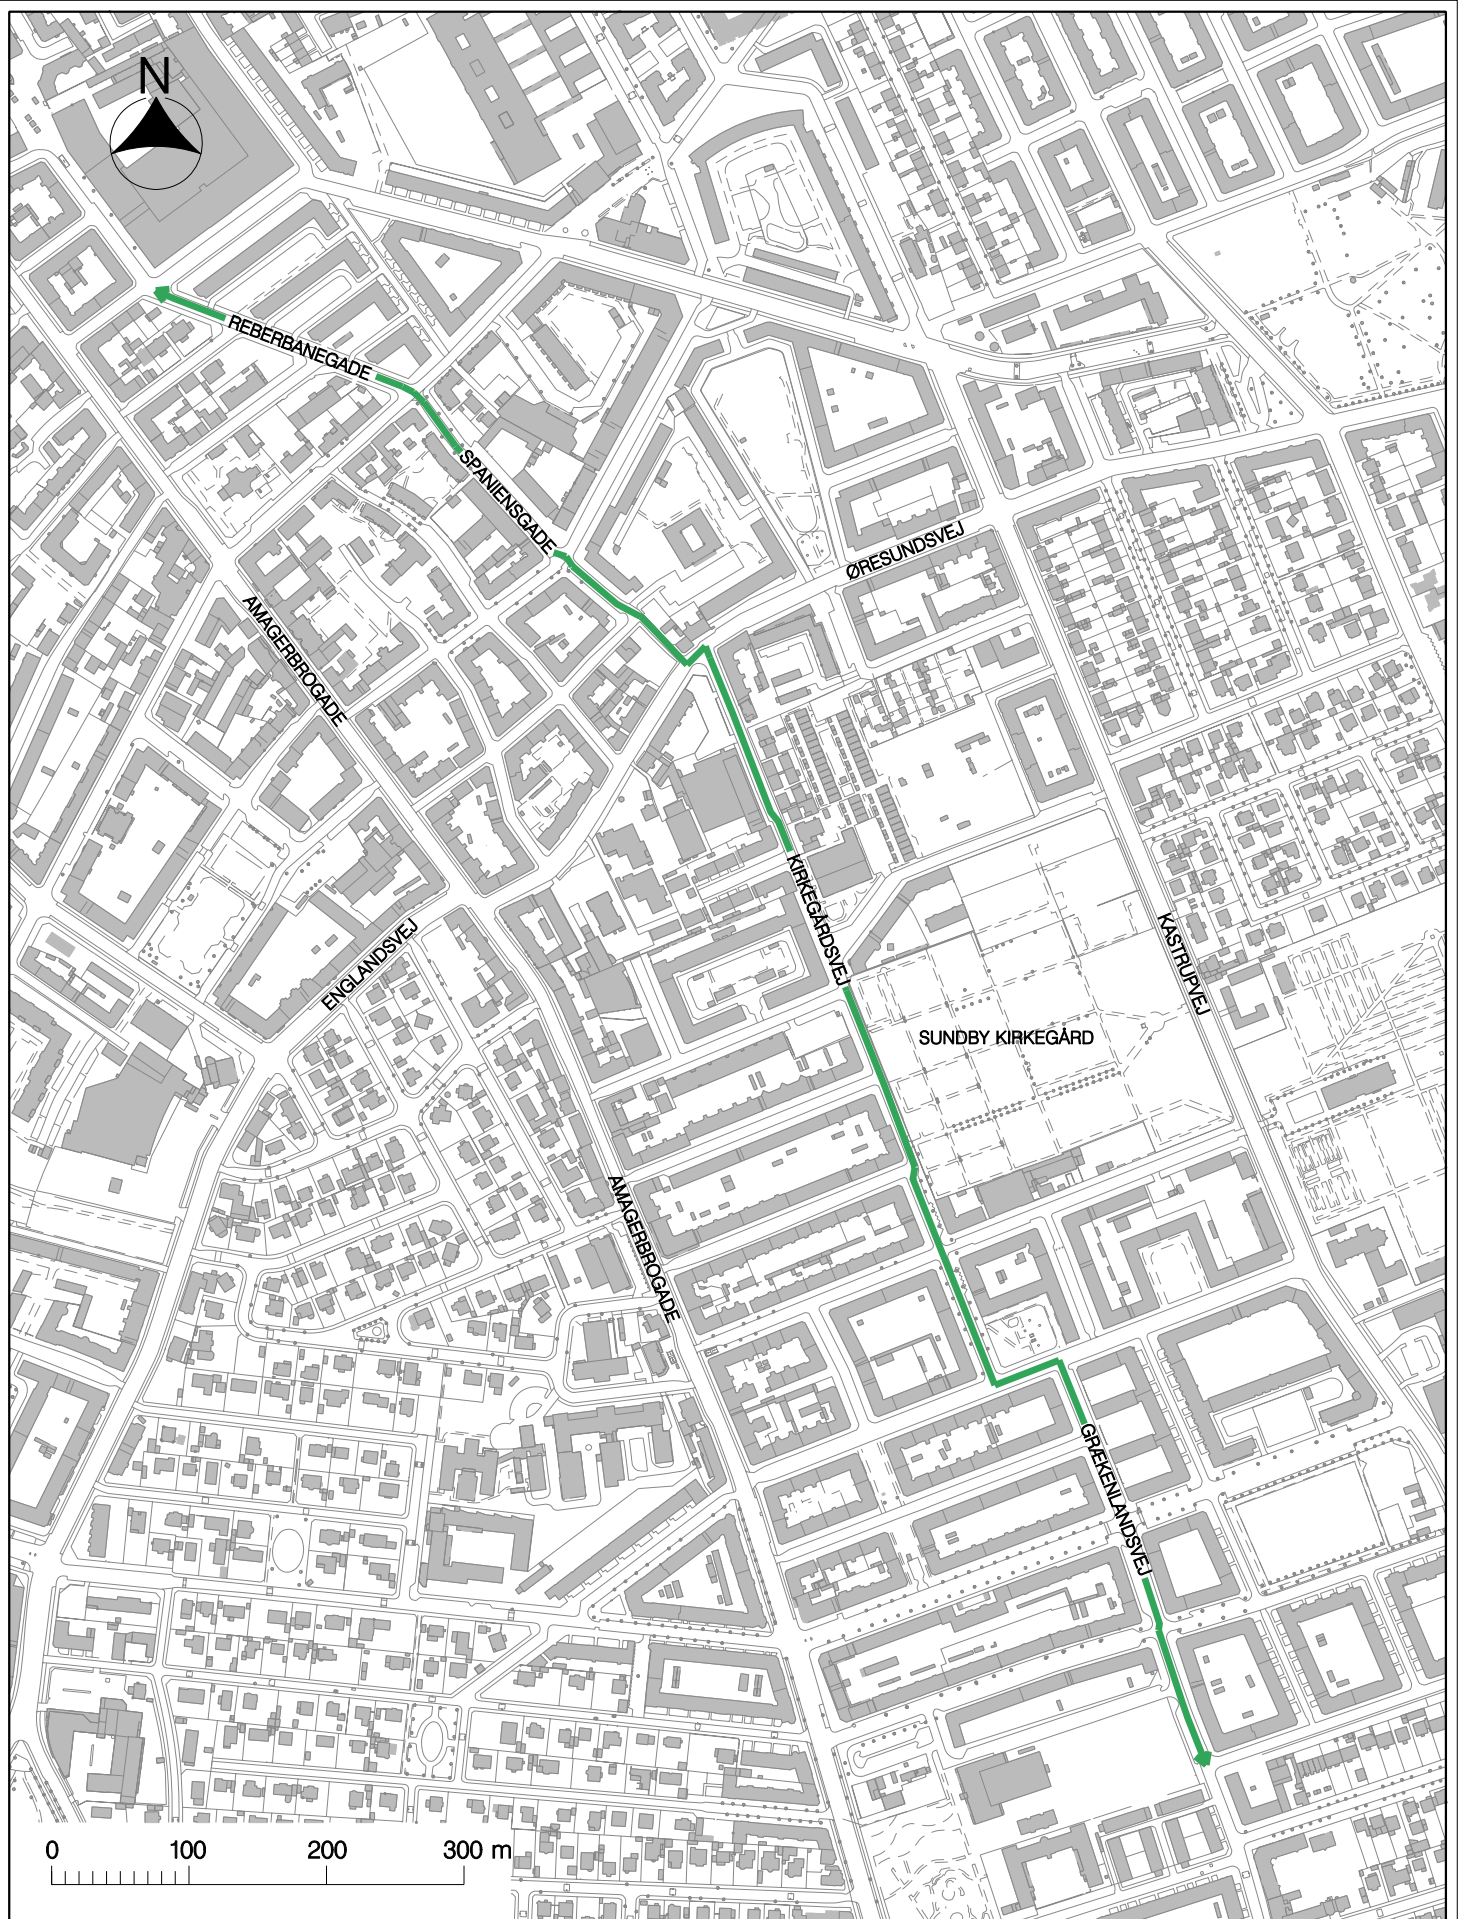 N
REBERBANEGADE
SPANIENSGADE
ØRESUNDSVEJ
AMAGERBROGADE
KIRKEGÅRDSVEJ
ENGLANDSVEJ
KASTRUPVEJ
SUNDBY KIRKEGÅRD
AMAGERBROGADE
GRÆKENLANDSVEJ
0 100 200 300 m